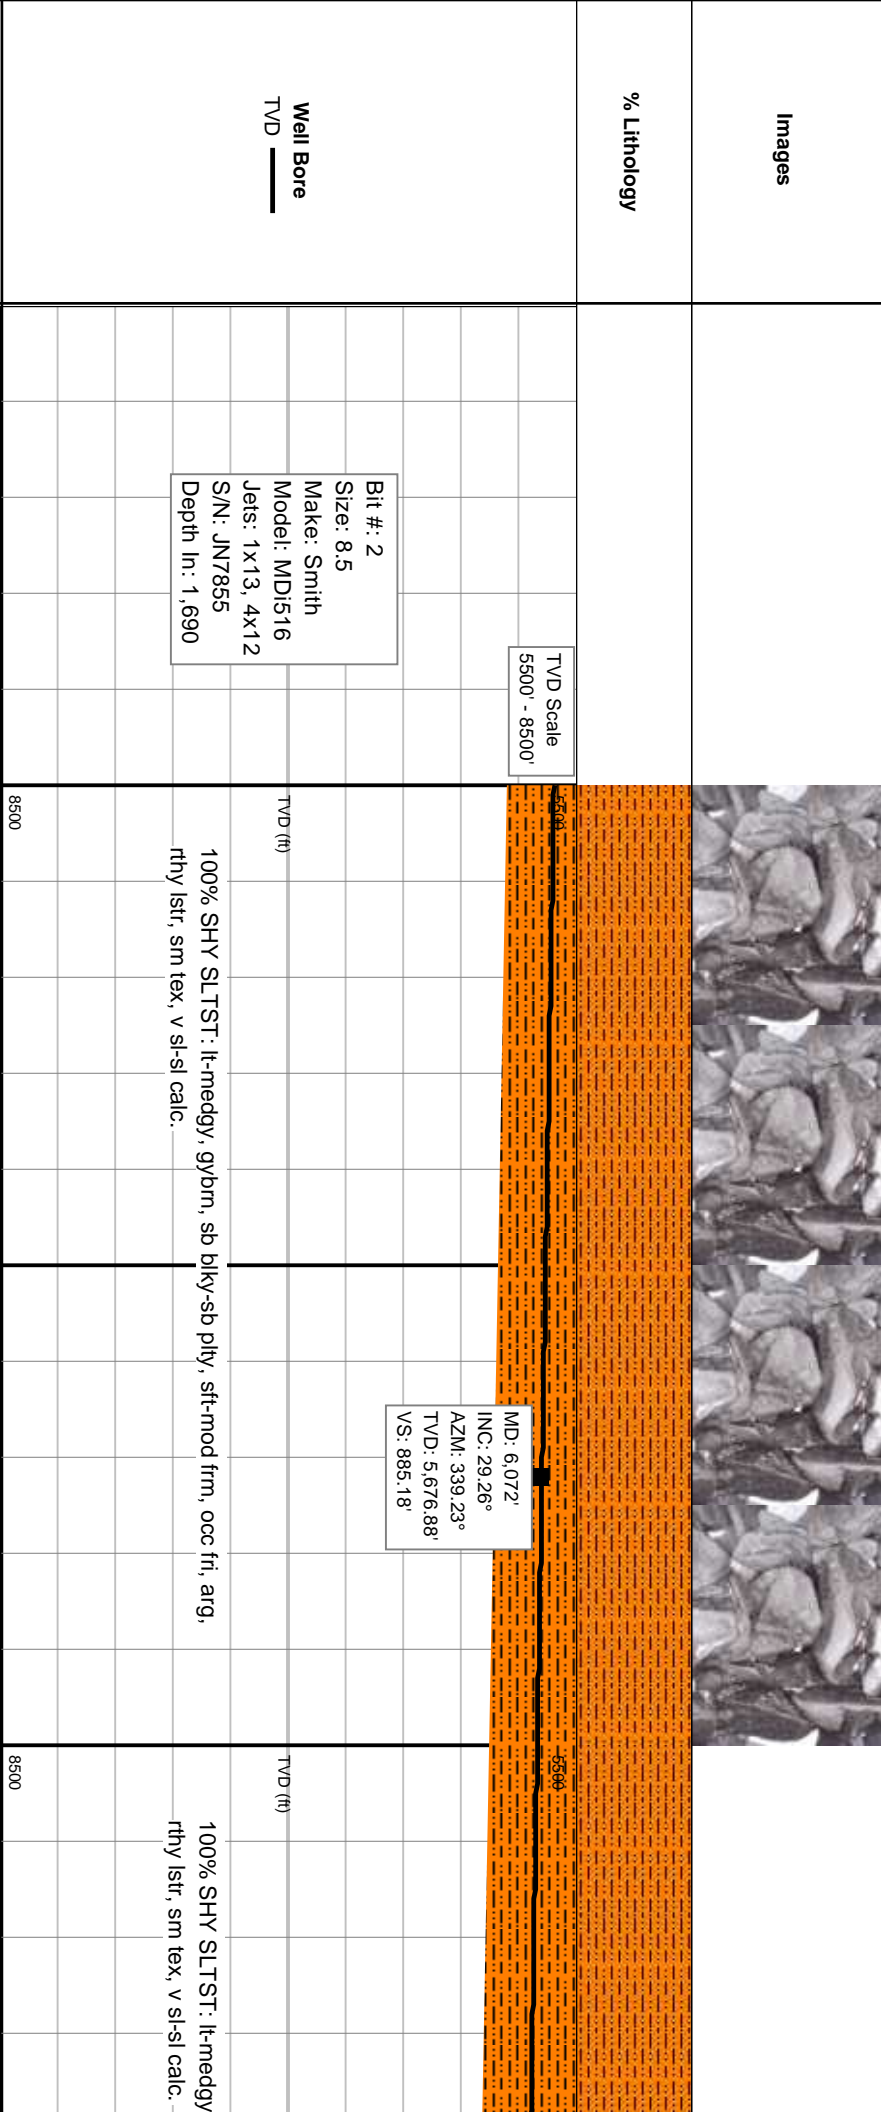 Images
% Lithology
Well Bore
TVD
Bit #: 2
Size: 8.5
Make: Smith
Model: MDi516
Jets: 1x13, 4x12
S/N: JN7855
Depth In: 1,690
TVD Scale
5500' - 8500'
5500
TVD (ft)
8500
100% SHY SLTST: lt-medgy, gybrn, sb blky-sb plty, sft-mod frm, occ fri, arg,
rthy lstr, sm tex, v sl-sl calc.
MD: 6,072'
INC: 29.26°
AZM: 339.23°
TVD: 5,676.88'
VS: 885.18'
5500
TVD (ft)
8500
100% SHY SLTST: lt-medgy
rthy lstr, sm tex, v sl-sl calc.